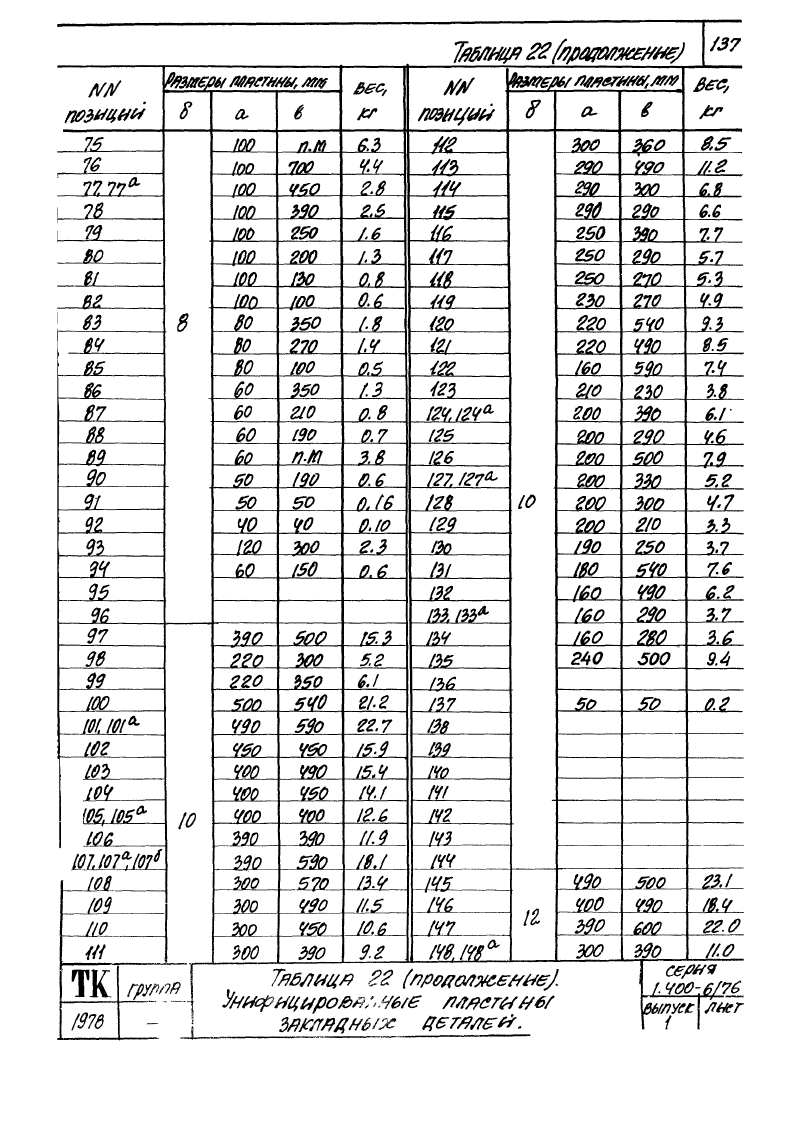 Таблица 22 (продолжение) 137
NN позиций | Размеры пластины, мм | Вес, кг | NN позиций | Размеры пластины, мм | Вес, кг
δ | а | в | δ | а | в
75 | 100 | п.м | 6.3 | 112 | 300 | 360 | 8.5
76 | 100 | 700 | 4.4 | 113 | 290 | 490 | 11.2
77, 77а | 100 | 450 | 2.8 | 114 | 290 | 300 | 6.8
78 | 100 | 390 | 2.5 | 115 | 290 | 290 | 6.6
79 | 100 | 250 | 1.6 | 116 | 250 | 390 | 7.7
80 | 100 | 200 | 1.3 | 117 | 250 | 290 | 5.7
81 | 100 | 130 | 0.8 | 118 | 250 | 270 | 5.3
82 | 100 | 100 | 0.6 | 119 | 230 | 270 | 4.9
83 | 8 | 80 | 350 | 1.8 | 120 | 220 | 540 | 9.3
84 | 80 | 270 | 1.4 | 121 | 220 | 490 | 8.5
85 | 80 | 100 | 0.5 | 122 | 160 | 590 | 7.4
86 | 60 | 350 | 1.3 | 123 | 210 | 230 | 3.8
87 | 60 | 210 | 0.8 | 124, 124а | 200 | 390 | 6.1
88 | 60 | 190 | 0.7 | 125 | 200 | 290 | 4.6
89 | 60 | п.м | 3.8 | 126 | 200 | 500 | 7.9
90 | 50 | 190 | 0.6 | 127, 127а | 200 | 330 | 5.2
91 | 50 | 50 | 0.16 | 128 | 10 | 200 | 300 | 4.7
92 | 40 | 40 | 0.10 | 129 | 200 | 210 | 3.3
93 | 120 | 300 | 2.3 | 130 | 190 | 250 | 3.7
94 | 60 | 150 | 0.6 | 131 | 180 | 540 | 7.6
95 | 132 | 160 | 490 | 6.2
96 | 133, 133а | 160 | 290 | 3.7
97 | 390 | 500 | 15.3 | 134 | 160 | 280 | 3.6
98 | 220 | 300 | 5.2 | 135 | 240 | 500 | 9.4
99 | 220 | 350 | 6.1 | 136
100 | 500 | 540 | 21.2 | 137 | 50 | 50 | 0.2
101, 101а | 490 | 590 | 22.7 | 138
102 | 450 | 450 | 15.9 | 139
103 | 400 | 490 | 15.4 | 140
104 | 400 | 450 | 14.1 | 141
105, 105а | 10 | 400 | 400 | 12.6 | 142
106 | 390 | 390 | 11.9 | 143
107, 107а, 107б | 390 | 590 | 18.1 | 144
108 | 300 | 570 | 13.4 | 145 | 490 | 500 | 23.1
109 | 300 | 490 | 11.5 | 146 | 12 | 400 | 490 | 18.4
110 | 300 | 450 | 10.6 | 147 | 390 | 600 | 22.0
111 | 300 | 390 | 9.2 | 148, 148а | 300 | 390 | 11.0
ТК | группа | Таблица 22 (продолжение). | серия 1.400-6/76
1978 | — | Унифицированные пластины | выпуск 1 | лист
закладных деталей.